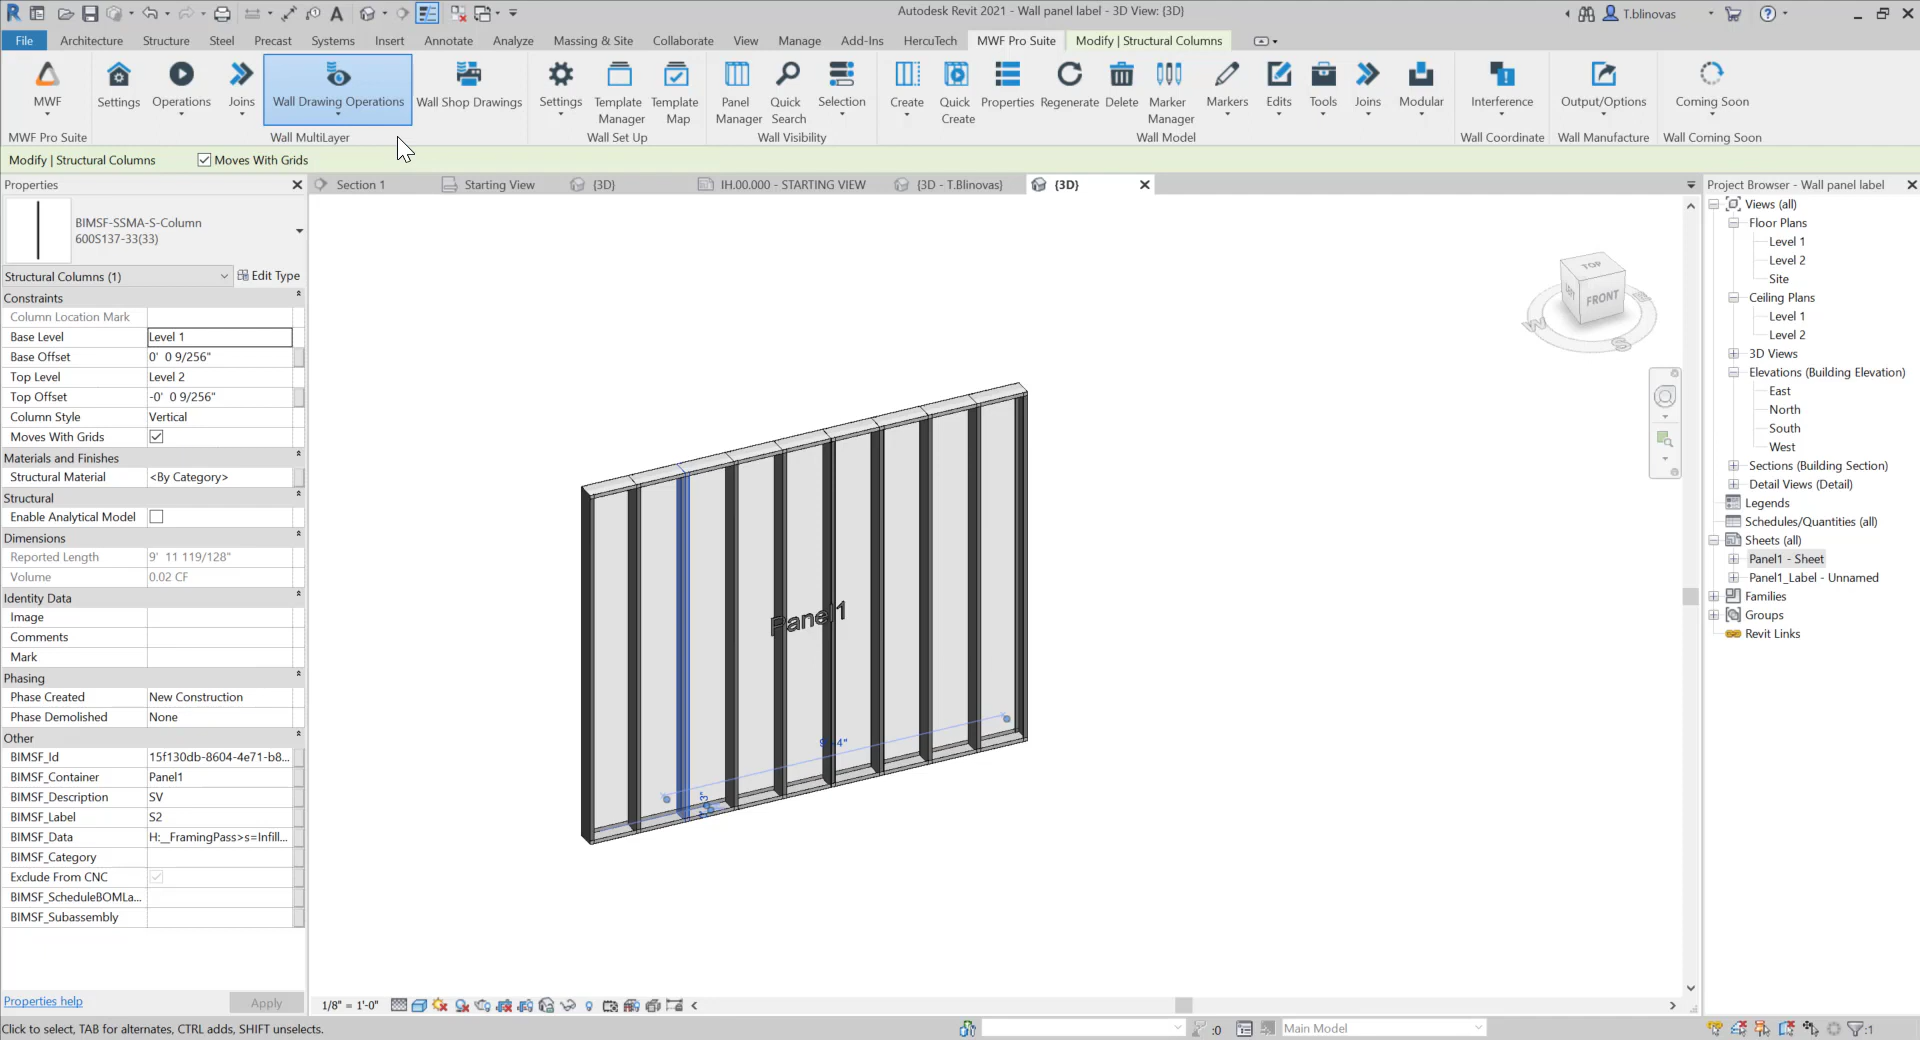 Autodesk Revit 2021 - Wall panel label - 3D View: {3D}
T.blinovas
File
Architecture
Structure
Steel
Precast
Systems
Insert
Annotate
Analyze
Massing & Site
Collaborate
View
Manage
Add-Ins
HercuTech
MWF Pro Suite
Modify | Structural Columns
MWF
Settings
Operations
Joins
Wall Drawing Operations
Wall Shop Drawings
Settings
Template Manager
Template Map
Panel Manager
Quick Search
Selection
Create
Quick Create
Properties
Regenerate
Delete
Marker Manager
Markers
Edits
Tools
Joins
Modular
Interference
Output/Options
Coming Soon
MWF Pro Suite
Wall MultiLayer
Wall Set Up
Wall Visibility
Wall Model
Wall Coordinate
Wall Manufacture
Wall Coming Soon
Modify | Structural Columns
Moves With Grids
Properties
BIMSF-SSMA-S-Column
600S137-33(33)
Structural Columns (1)
Edit Type
Constraints
Column Location Mark
Base Level Level 1
Base Offset 0' 0 9/256"
Top Level Level 2
Top Offset -0' 0 9/256"
Column Style Vertical
Moves With Grids
Materials and Finishes
Structural Material <By Category>
Structural
Enable Analytical Model
Dimensions
Reported Length 9' 11 119/128"
Volume 0.02 CF
Identity Data
Image
Comments
Mark
Phasing
Phase Created New Construction
Phase Demolished None
Other
BIMSF_Id 15f130db-8604-4e71-b8...
BIMSF_Container Panel1
BIMSF_Description SV
BIMSF_Label S2
BIMSF_Data H:__FramingPass>s=Infill...
BIMSF_Category
Exclude From CNC
BIMSF_ScheduleBOMLa...
BIMSF_Subassembly
Properties help
Apply
Section 1
Starting View
{3D}
IH.00.000 - STARTING VIEW
{3D - T.Blinovas}
{3D}
TOP
FRONT
W
S
Panel1
1/8" = 1'-0"
Project Browser - Wall panel label
Views (all)
Floor Plans
Level 1
Level 2
Site
Ceiling Plans
Level 1
Level 2
3D Views
Elevations (Building Elevation)
East
North
South
West
Sections (Building Section)
Detail Views (Detail)
Legends
Schedules/Quantities (all)
Sheets (all)
Panel1 - Sheet
Panel1_Label - Unnamed
Families
Groups
Revit Links
Click to select, TAB for alternates, CTRL adds, SHIFT unselects.
:0
Main Model
:1